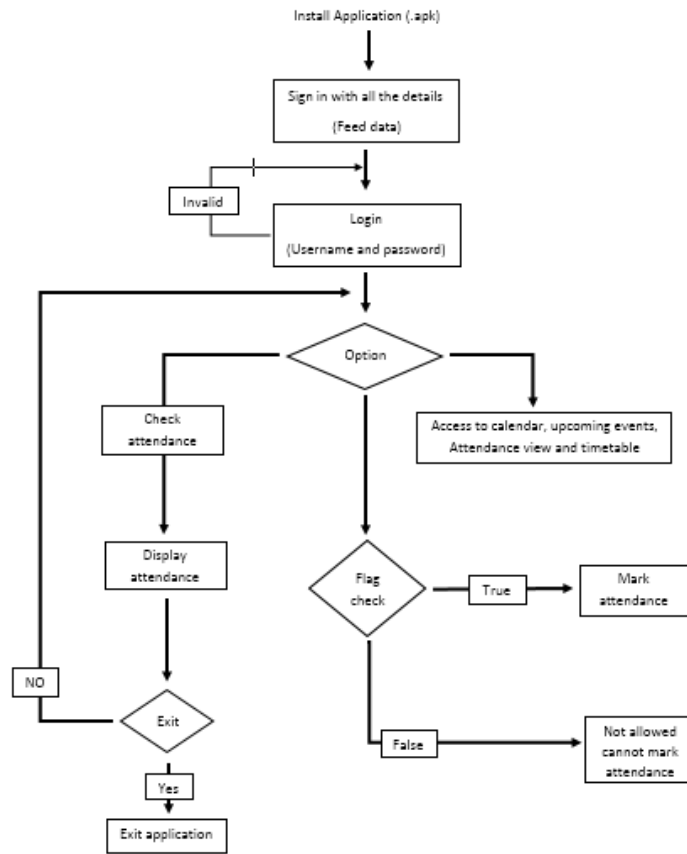 Install Application (.apk)
Sign in with all the details
(Feed data)
Invalid
Login
(Username and password)
Option
Check
attendance
Access to calendar, upcoming events,
Attendance view and timetable
Display
attendance
Flag
check
True
Mark
attendance
NO
Exit
False
Not allowed
cannot mark
attendance
Yes
Exit application